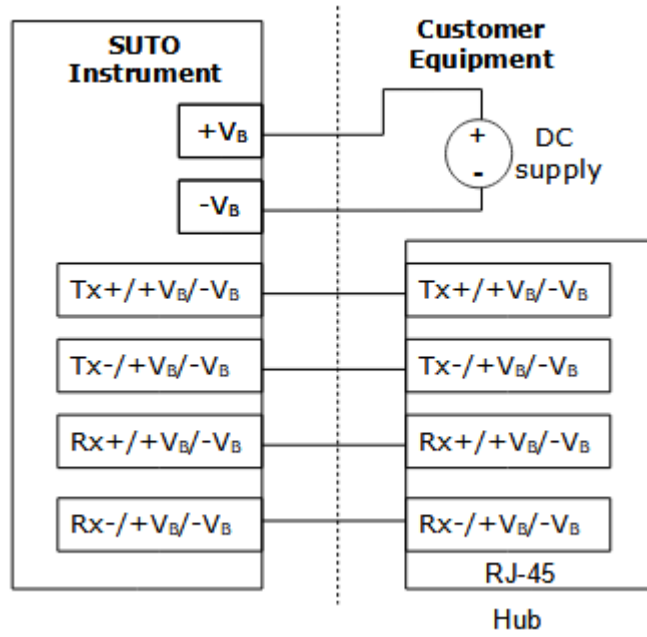 SUTO
Instrument
Customer
Equipment
+VB
+
-
DC
supply
-VB
Tx+/+VB/-VB
Tx+/+VB/-VB
Tx-/+VB/-VB
Tx-/+VB/-VB
Rx+/+VB/-VB
Rx+/+VB/-VB
Rx-/+VB/-VB
Rx-/+VB/-VB
RJ-45
Hub